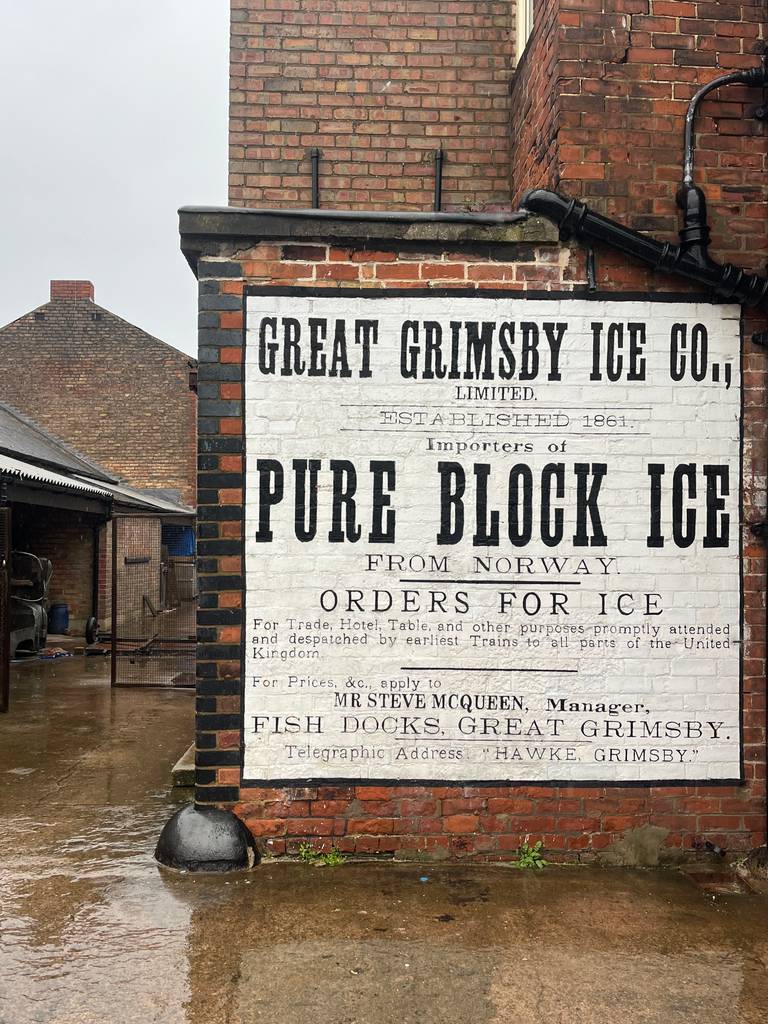 GREAT GRIMSBY ICE CO.,
LIMITED.
ESTABLISHED 1861.
Importers of
PURE BLOCK ICE
FROM NORWAY.
ORDERS FOR ICE
For Trade, Hotel, Table, and other purposes promptly attended
and despatched by earliest Trains to all parts of the United
Kingdom.
For Prices, &c., apply to
MR STEVE MCQUEEN, Manager,
FISH DOCKS, GREAT GRIMSBY.
Telegraphic Address "HAWKE, GRIMSBY."